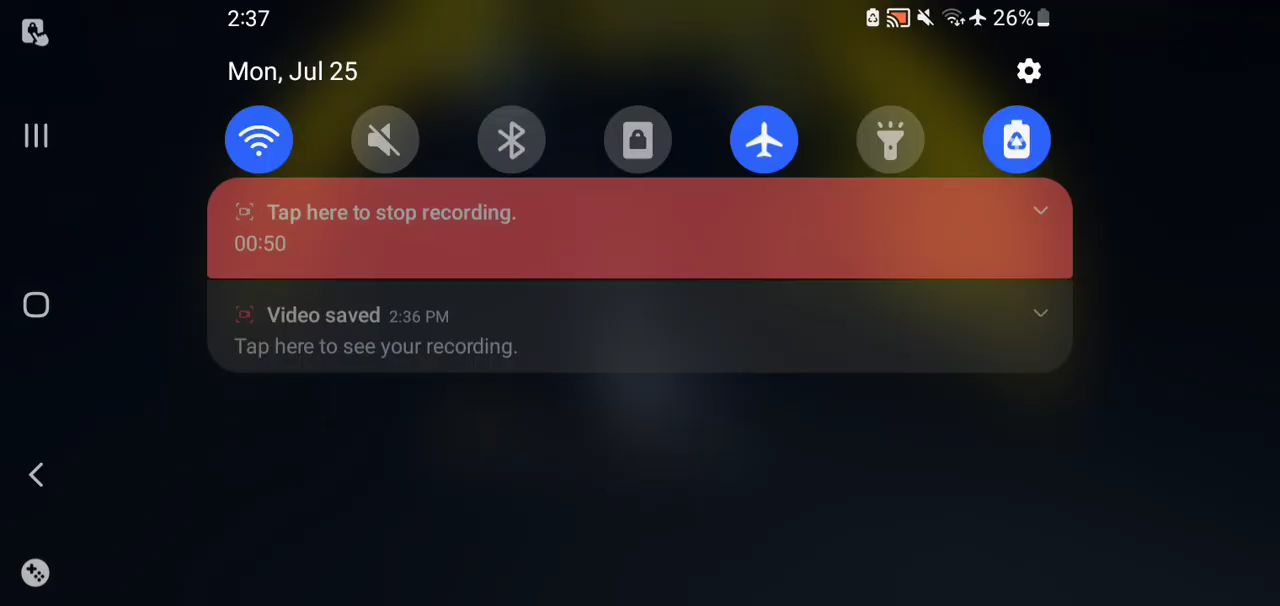 2:37
26%
Mon, Jul 25
Tap here to stop recording.
00:50
Video saved 2:36 PM
Tap here to see your recording.